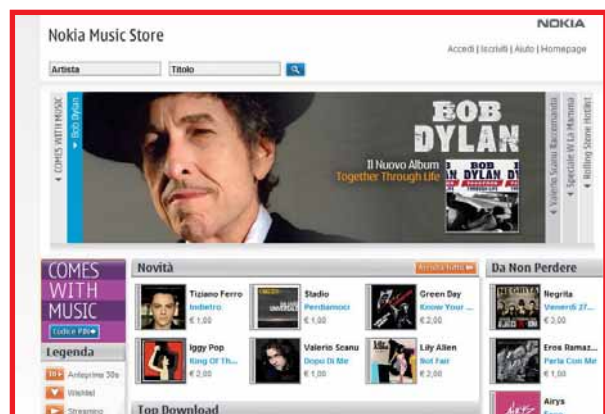 NOKIA
Nokia Music Store
Accedi | Iscriviti | Aiuto | Homepage
Artista
Titolo
COMES WITH MUSIC
Bob Dylan
BOB
DYLAN
Il Nuovo Album
Together Through Life
BOB
DYLAN
Valerio Scanu Raccomanda
Speciale W La Mamma
Rolling Stone Hotlist
COMES
WITH
MUSIC
Codice PIN
Legenda
Anteprime 30s
Wishlist
Streaming
Novità
Tiziano Ferro
Indietro
€ 1,00
Stadio
Perdiamoci
€ 1,00
Green Day
Know Your ...
€ 2,00
Iggy Pop
King Of Th...
€ 2,00
Valerio Scanu
Dopo Di Me
€ 1,00
Lily Allen
Not Fair
€ 2,00
Top Download
Da Non Perdere
Negrita
Venerdì 27...
€ 3,00
Eros Ramaz...
Parla Con Me
€ 1,00
Airys